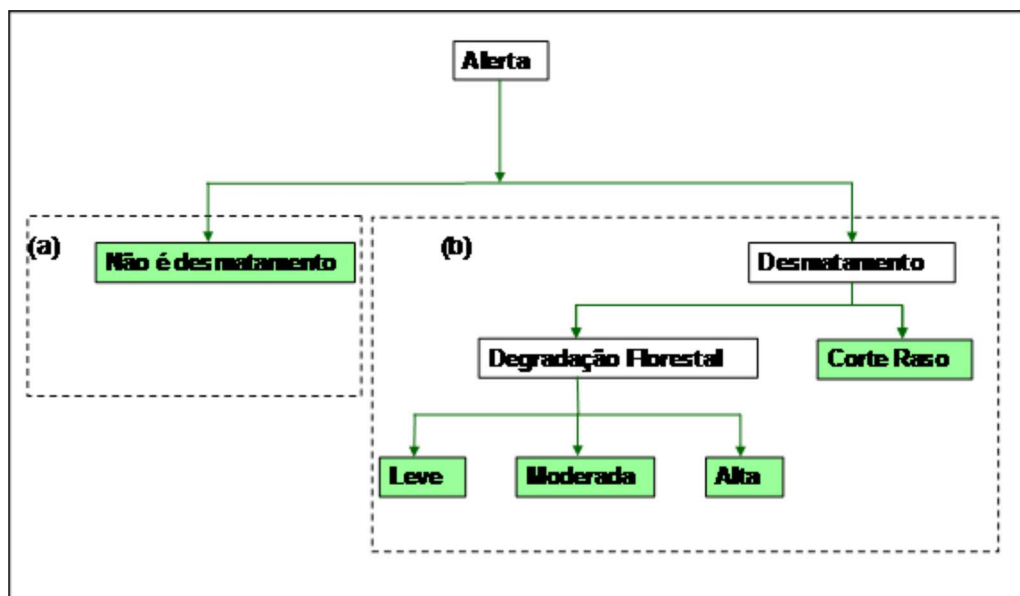 Alerta
(a)
Não é desmatamento
(b)
Desmatamento
Degradação Florestal
Corte Raso
Leve
Moderada
Alta